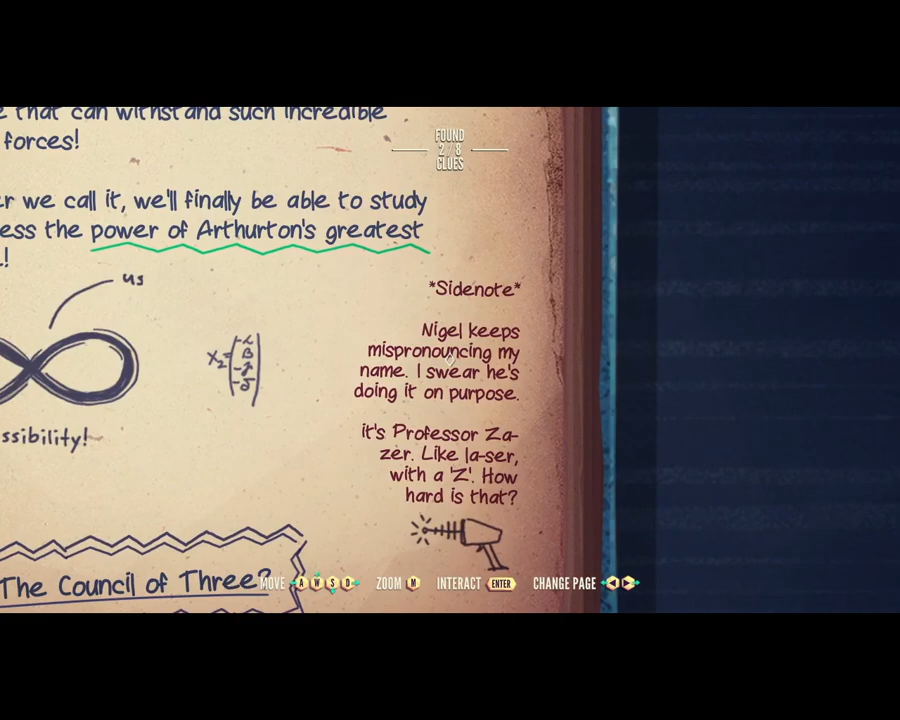 e that can withstand such incredible
forces!
FOUND
2/8
CLUES
er we call it, we'll finally be able to study
ess the power of Arthurton's greatest
!
us
*Sidenote*
Nigel keeps
mispronouncing my
name. I swear he's
doing it on purpose.
ssibility!
it's Professor Za-
zer. Like la-ser,
with a 'Z'. How
hard is that?
The Council of Three?
MOVE A W S D ZOOM M INTERACT ENTER CHANGE PAGE